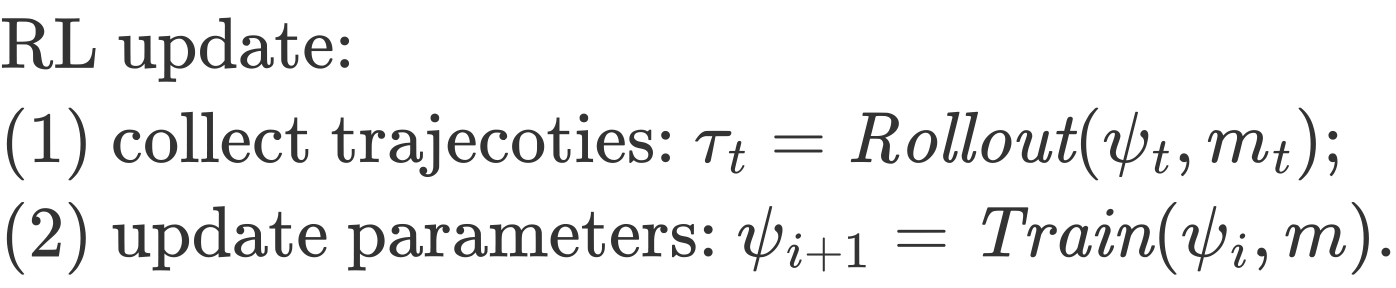 RL update:
(1) collect trajecoties: τ_t = Rollout(ψ_t, m_t);
(2) update parameters: ψ_{i+1} = Train(ψ_i, m).